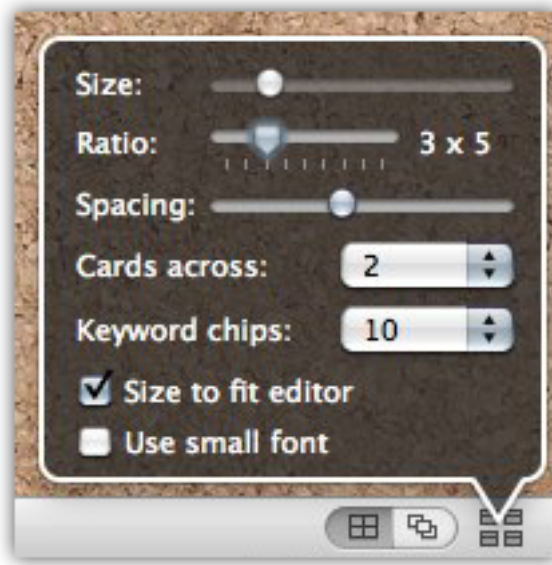 Size:
Ratio: 3 x 5
Spacing:
Cards across: 2
Keyword chips: 10
Size to fit editor
Use small font